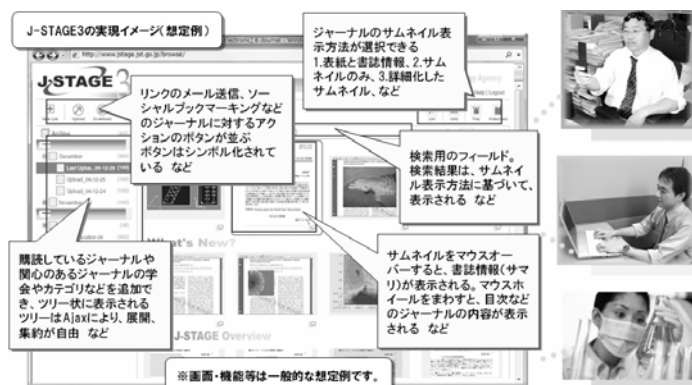 J-STAGE3の実現イメージ(想定例)
http://www.jstage.jst.go.jp/browse/
J-STAGE 3
ジャーナルのサムネイル表
示方法が選択できる
1.表紙と書誌情報、2.サム
ネイルのみ、3.詳細化した
サムネイル、など
リンクのメール送信、ソー
シャルブックマーキングなど
のジャーナルに対するアク
ションのボタンが並ぶ
ボタンはシンボル化されて
いる など
検索用のフィールド。
検索結果は、サムネイ
ル表示方法に基づいて、
表示される など
What's New?
購読しているジャーナルや
関心のあるジャーナルの学
会やカテゴリなどを追加で
き、ツリー状に表示される
ツリーはAjaxにより、展開、
集約が自由 など
サムネイルをマウスオー
バーすると、書誌情報(サマ
リ)が表示される。マウスホ
イールをまわすと、目次など
のジャーナルの内容が表示
される など
J-STAGE Overview
※画面・機能等は一般的な想定例です。